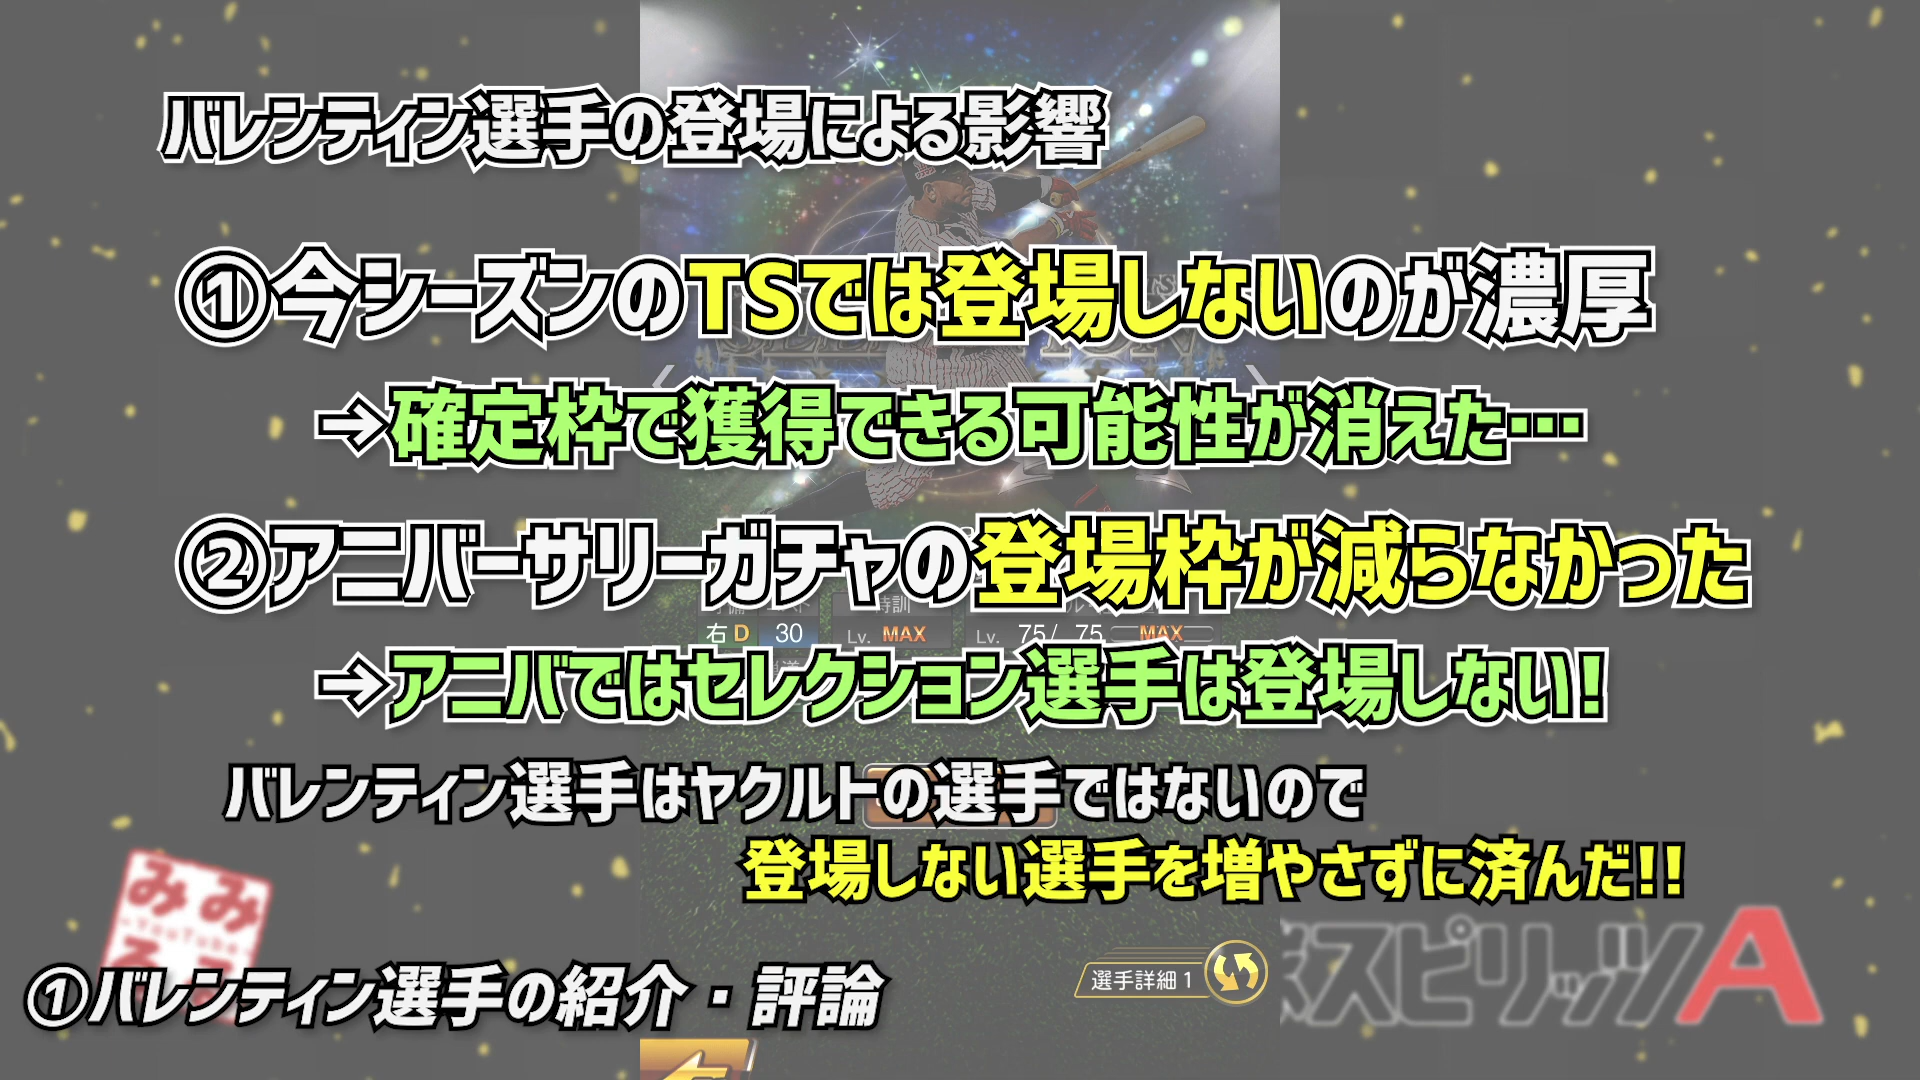 バレンティン選手の登場による影響
①今シーズンのTSでは登場しないのが濃厚
→確定枠で獲得できる可能性が消えた…
②アニバーサリーガチャの登場枠が減らなかった
右D 30 Lv. MAX Lv. 75/ 75 MAX
→アニバではセレクション選手は登場しない!
バレンティン選手はヤクルトの選手ではないので
登場しない選手を増やさずに済んだ!!
スピリッツA
選手詳細 1
①バレンティン選手の紹介・評論